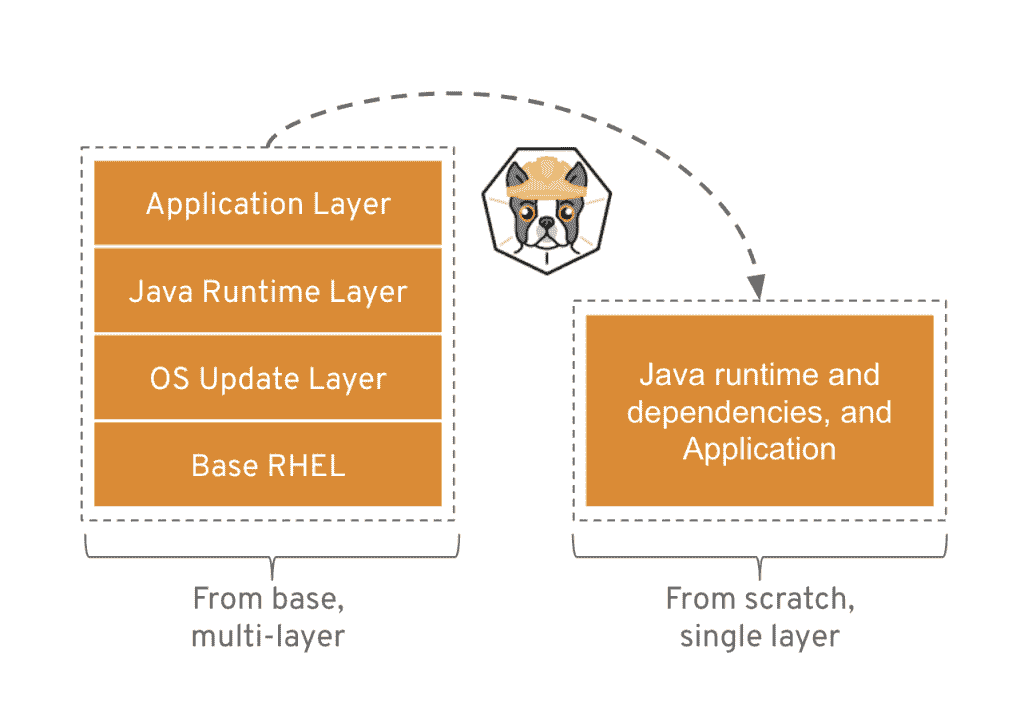 Application Layer
Java Runtime Layer
OS Update Layer
Base RHEL
From base,
multi-layer
Java runtime and
dependencies, and
Application
From scratch,
single layer